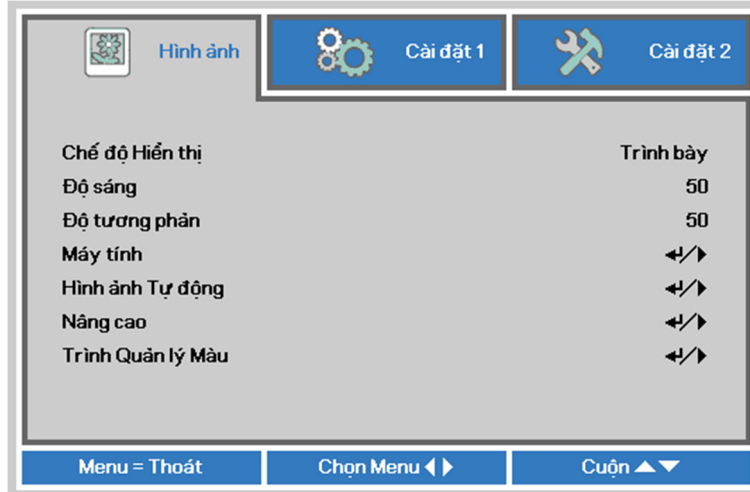 Hình ảnh
Cài đặt 1
Cài đặt 2
Chế độ Hiển thị Trình bày
Độ sáng 50
Độ tương phản 50
Máy tính
Hình ảnh Tự động
Nâng cao
Trình Quản lý Màu
Menu = Thoát
Chọn Menu
Cuộn